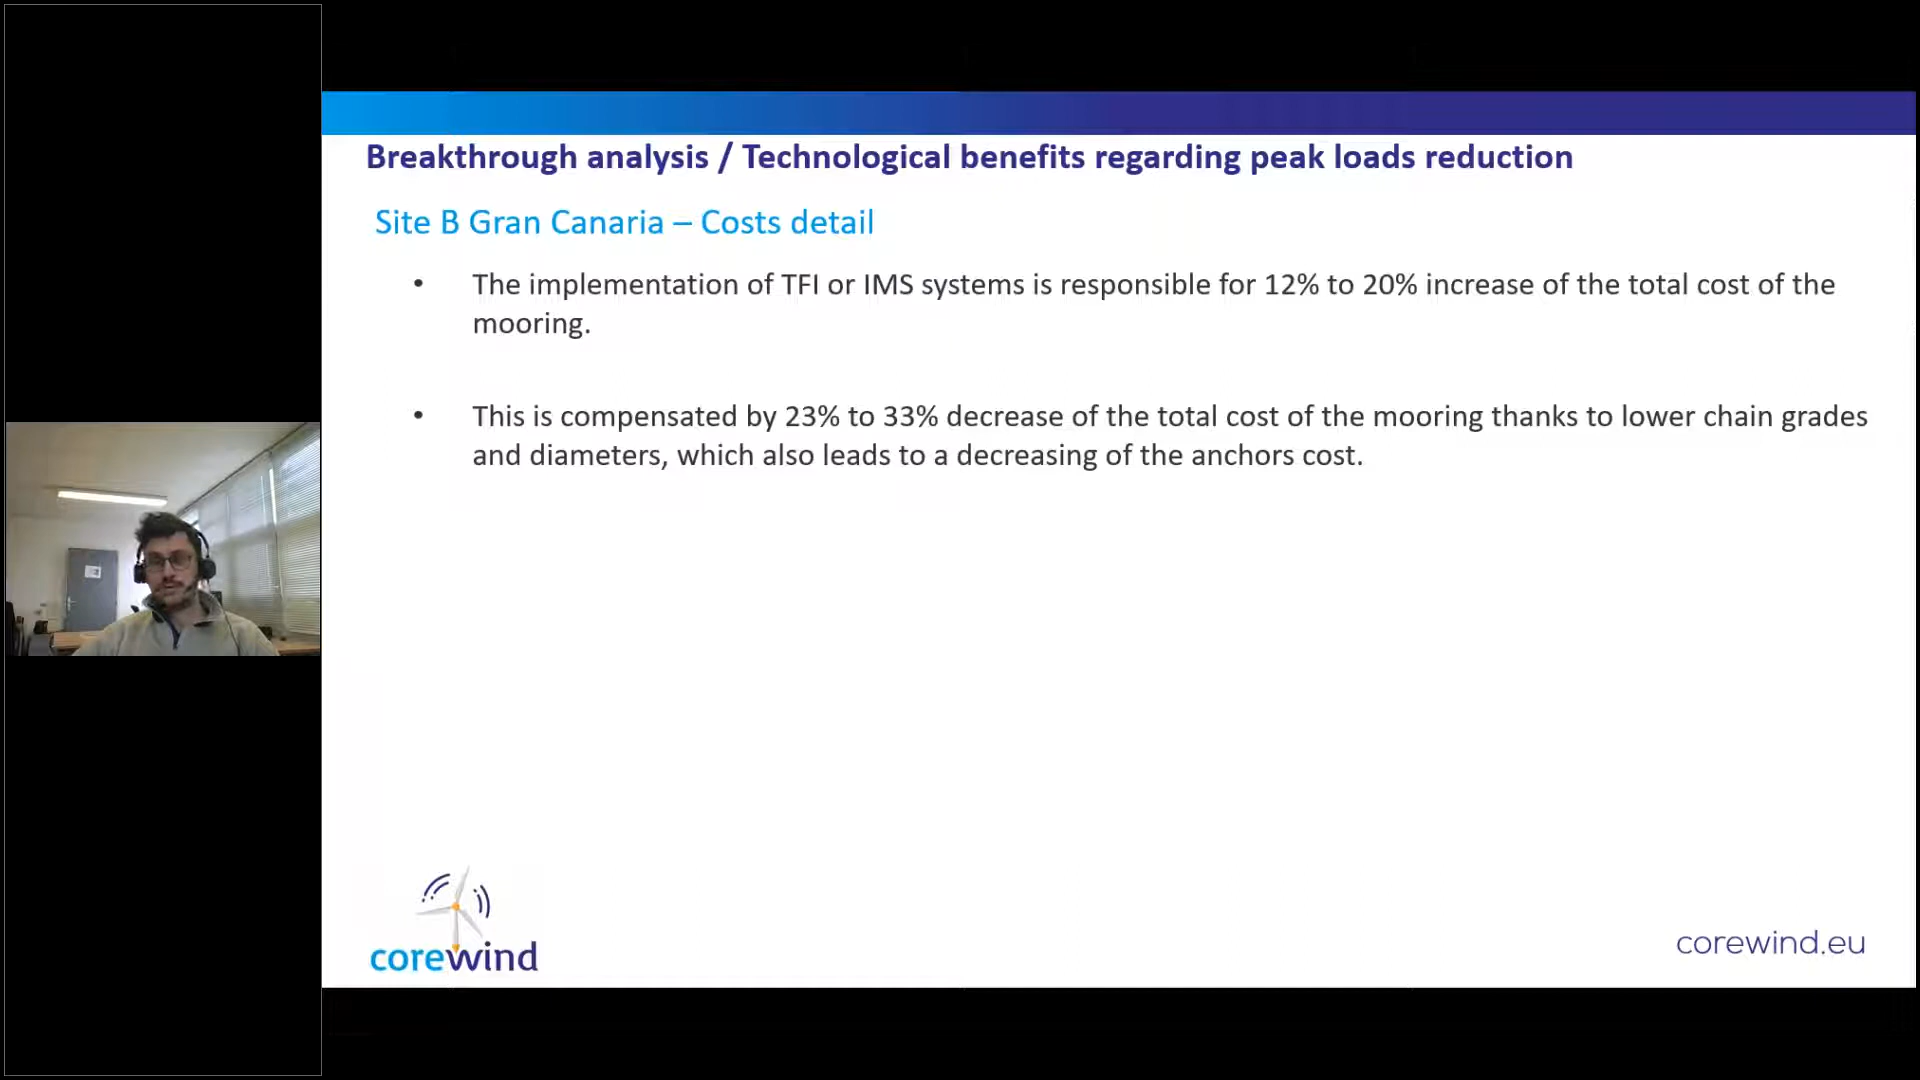 Breakthrough analysis / Technological benefits regarding peak loads reduction
Site B Gran Canaria – Costs detail
• The implementation of TFI or IMS systems is responsible for 12% to 20% increase of the total cost of the
mooring.
• This is compensated by 23% to 33% decrease of the total cost of the mooring thanks to lower chain grades
and diameters, which also leads to a decreasing of the anchors cost.
corewind
corewind.eu